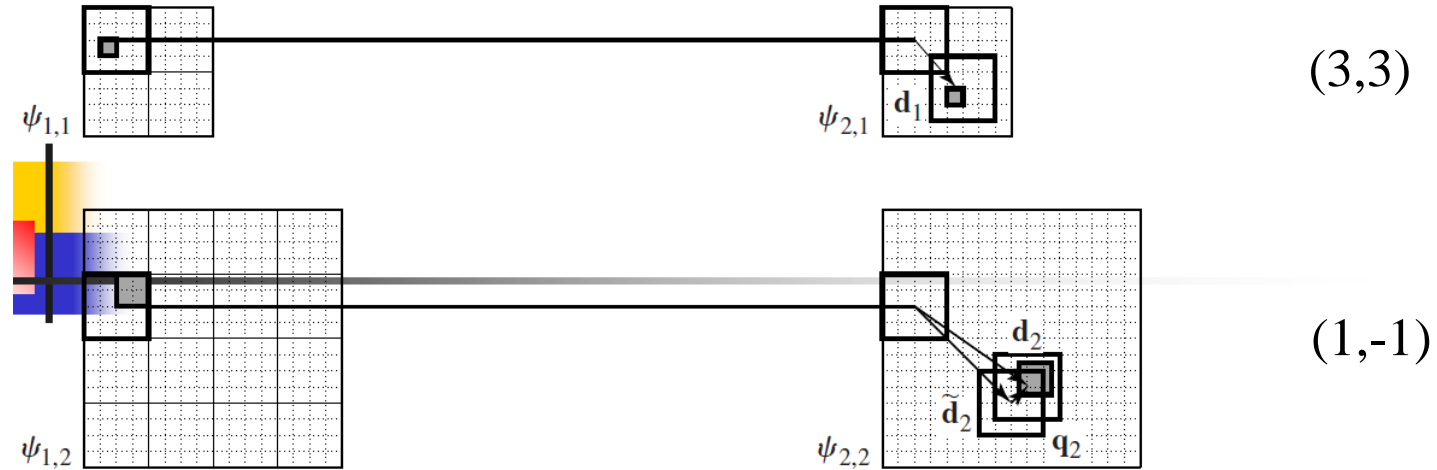 (3,3)
d₁
ψ₁,₁
ψ₂,₁
d₂
(1,-1)
d̃₂
q₂
ψ₁,₂
ψ₂,₂